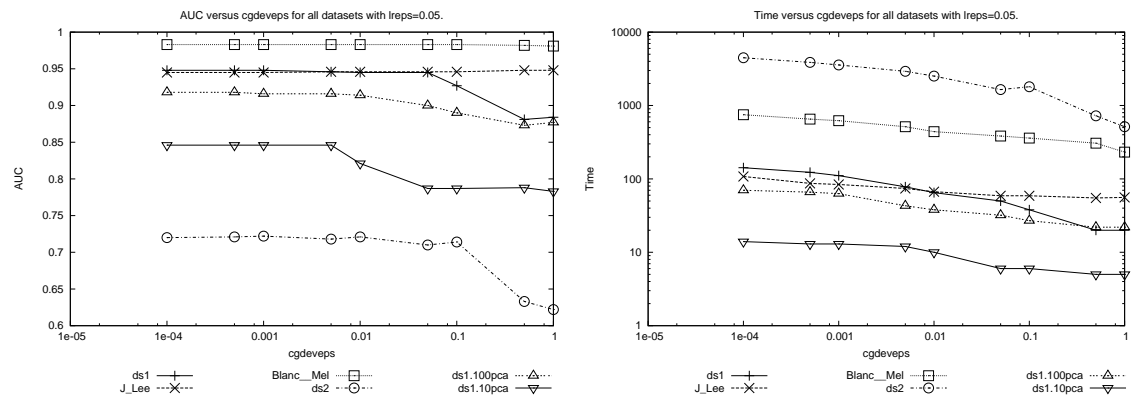 AUC versus cgdeveps for all datasets with lreps=0.05.
1
0.95
0.9
0.85
0.8
0.75
0.7
0.65
0.6
AUC
1e-05 1e-04 0.001 0.01 0.1 1
cgdeveps
ds1 Blanc__Mel ds1.100pca
J_Lee ds2 ds1.10pca
Time versus cgdeveps for all datasets with lreps=0.05.
10000
1000
100
10
1
Time
1e-05 1e-04 0.001 0.01 0.1 1
cgdeveps
ds1 Blanc__Mel ds1.100pca
J_Lee ds2 ds1.10pca